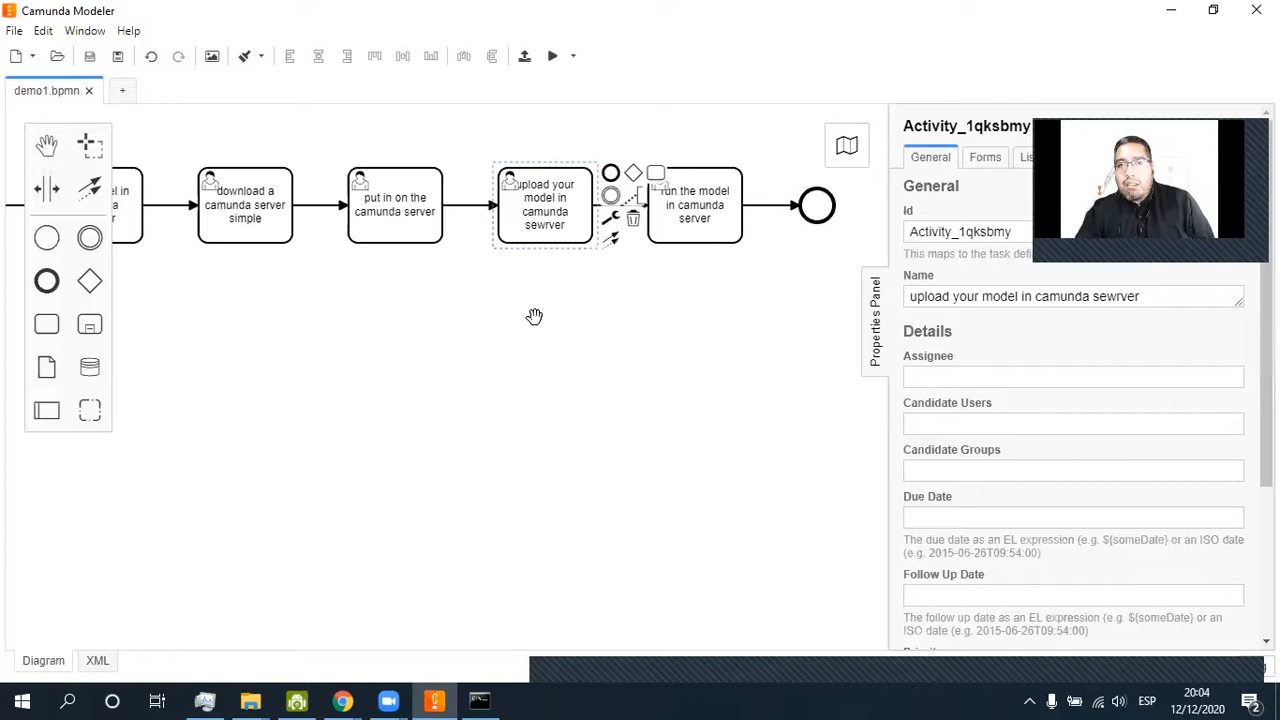 Camunda Modeler
File Edit Window Help
demo1.bpmn
download a
camunda server
simple
put in on the
camunda server
upload your
model in
camunda
sewrver
run the model
in camunda
server
Activity_1qksbmy
General Forms
General
Id
Activity_1qksbmy
This maps to the task
Name
upload your model in camunda sewrver
Details
Assignee
Candidate Users
Candidate Groups
Due Date
The due date as an EL expression (e.g. ${someDate} or an ISO date
(e.g. 2015-06-26T09:54:00)
Follow Up Date
The follow up date as an EL expression (e.g. ${someDate} or an
ISO date (e.g. 2015-06-26T09:54:00)
Properties Panel
Diagram XML
ESP
20:04
12/12/2020
2